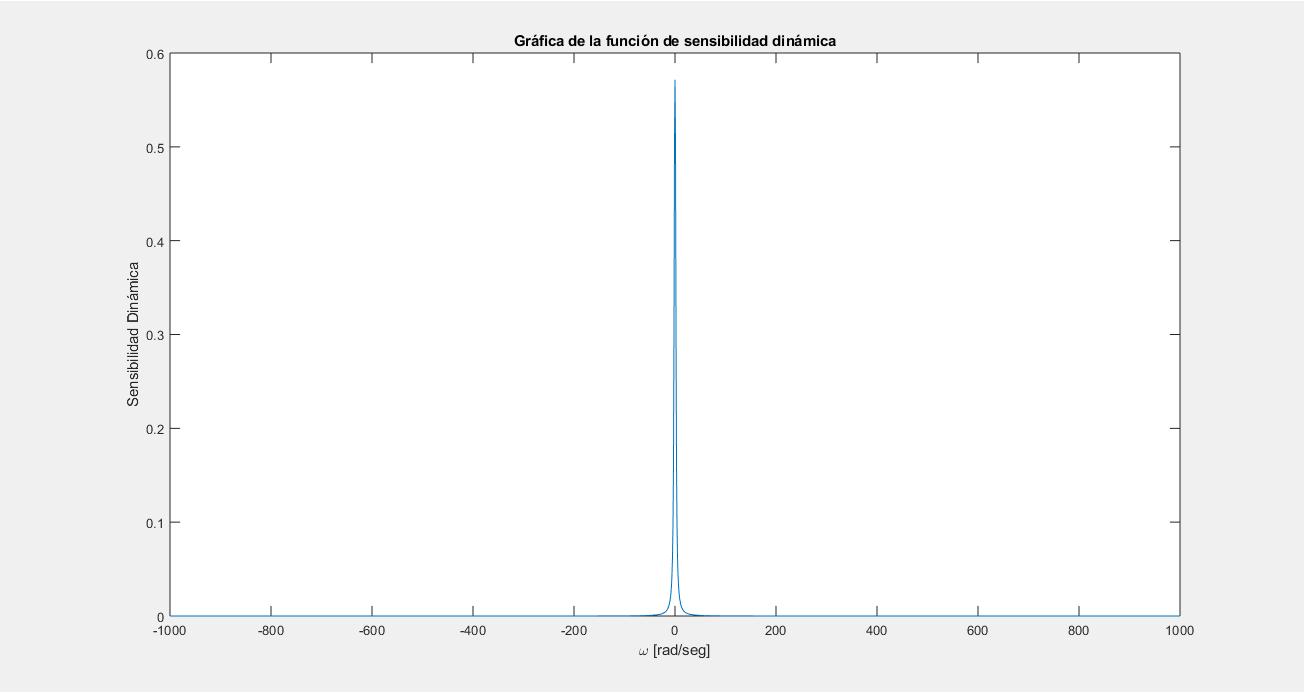 Gráfica de la función de sensibilidad dinámica
0.6
0.5
0.4
0.3
0.2
0.1
0
Sensibilidad Dinámica
-1000 -800 -600 -400 -200 0 200 400 600 800 1000
ω [rad/seg]